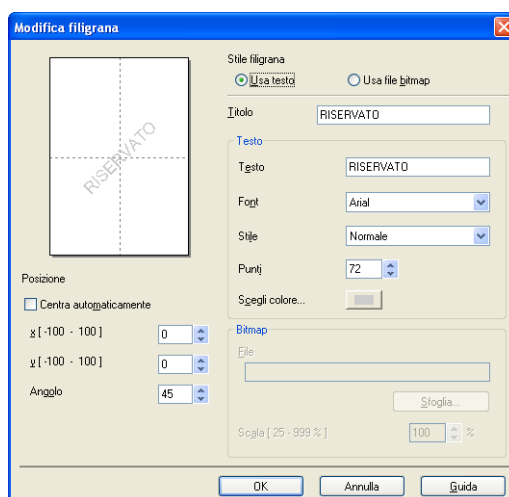 Modifica filigrana
RISERVATO
Posizione
Centra automaticamente
x [ -100 - 100 ] 0
y [ -100 - 100 ] 0
Angolo 45
Stile filigrana
Usa testo Usa file bitmap
Titolo RISERVATO
Testo
Testo RISERVATO
Font Arial
Stile Normale
Punti 72
Scegli colore...
Bitmap
File
Sfoglia...
Scala [ 25 - 999 % ] 100 %
OK Annulla Guida